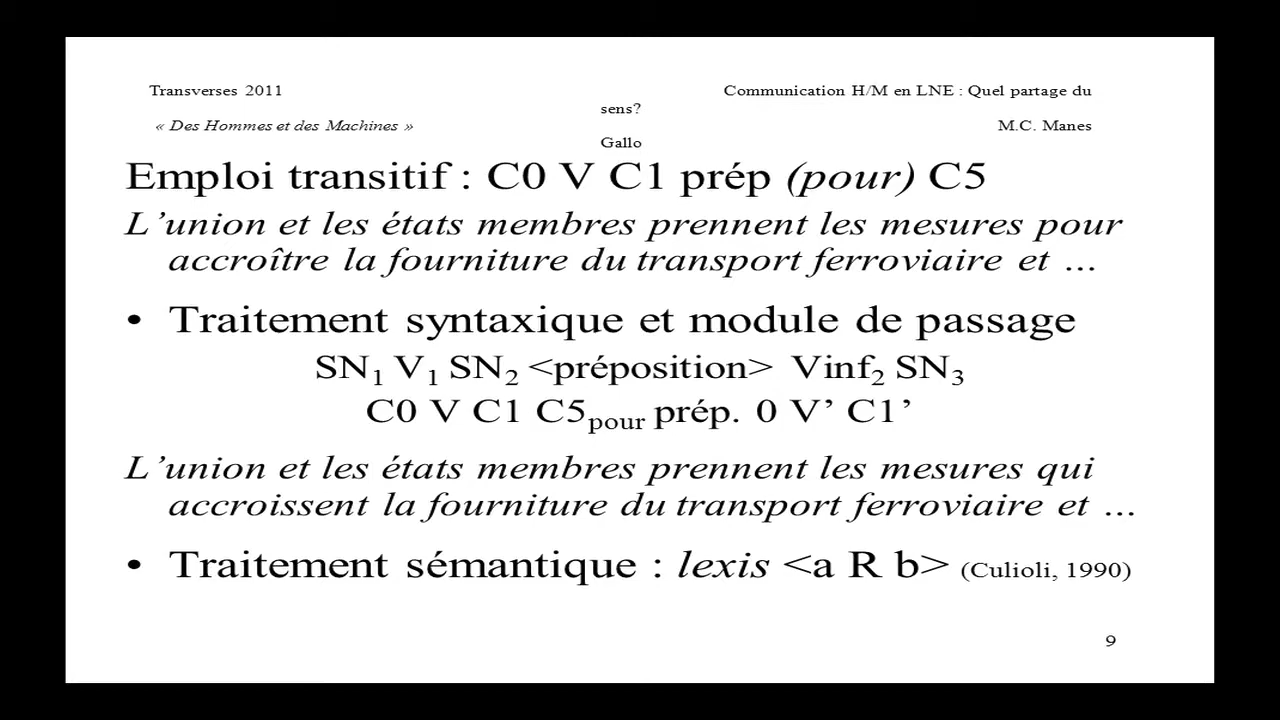 Transverses 2011 Communication H/M en LNE : Quel partage du
sens?
« Des Hommes et des Machines » M.C. Manes
Gallo
Emploi transitif : C0 V C1 prép (pour) C5
L’union et les états membres prennent les mesures pour
accroître la fourniture du transport ferroviaire et ...
• Traitement syntaxique et module de passage
SN1 V1 SN2 <préposition> Vinf2 SN3
C0 V C1 C5pour prép. 0 V’ C1’
L’union et les états membres prennent les mesures qui
accroissent la fourniture du transport ferroviaire et ...
• Traitement sémantique : lexis <a R b> (Culioli, 1990)
9